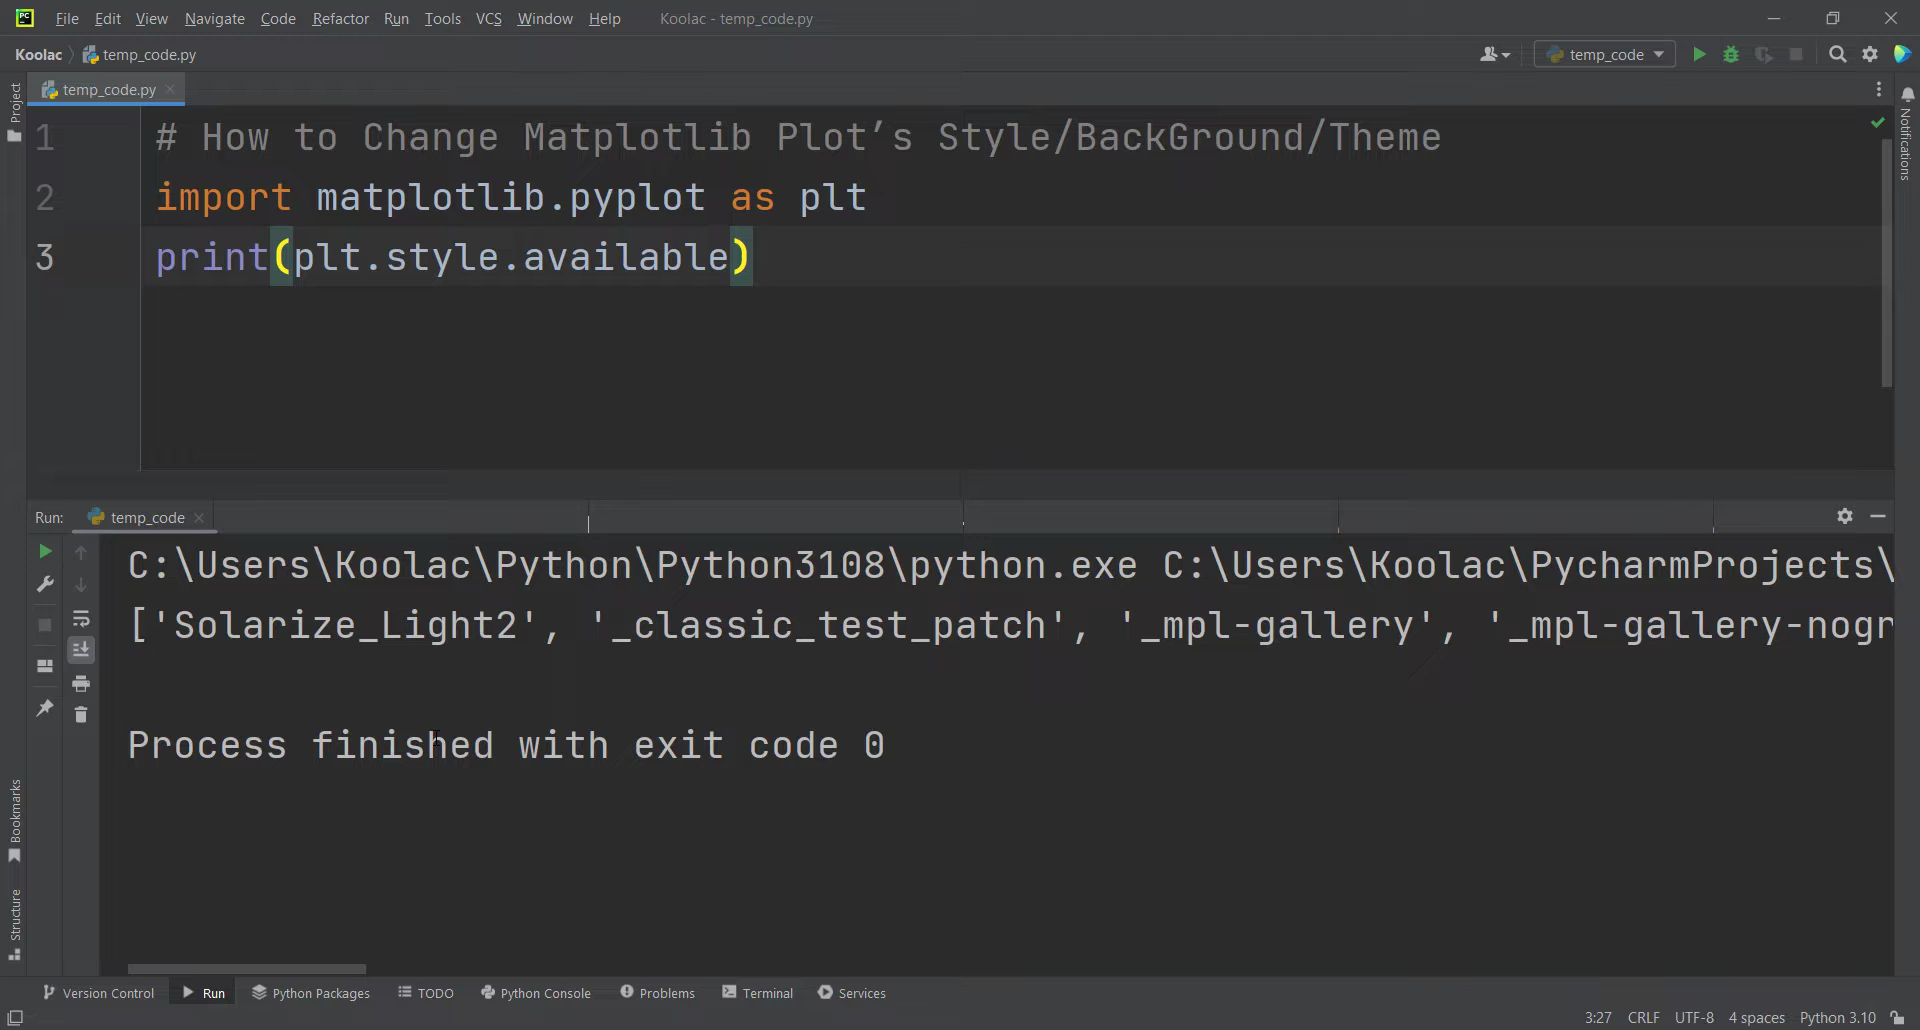 PC File Edit View Navigate Code Refactor Run Tools VCS Window Help Koolac - temp_code.py
Koolac temp_code.py temp_code
Project
temp_code.py
Notifications
1 # How to Change Matplotlib Plot’s Style/BackGround/Theme
2 import matplotlib.pyplot as plt
3 print(plt.style.available)
Run: temp_code
C:\Users\Koolac\Python\Python3108\python.exe C:\Users\Koolac\PycharmProjects\
['Solarize_Light2', '_classic_test_patch', '_mpl-gallery', '_mpl-gallery-nogr
Process finished with exit code 0
Bookmarks
Structure
Version Control Run Python Packages TODO Python Console Problems Terminal Services
3:27 CRLF UTF-8 4 spaces Python 3.10